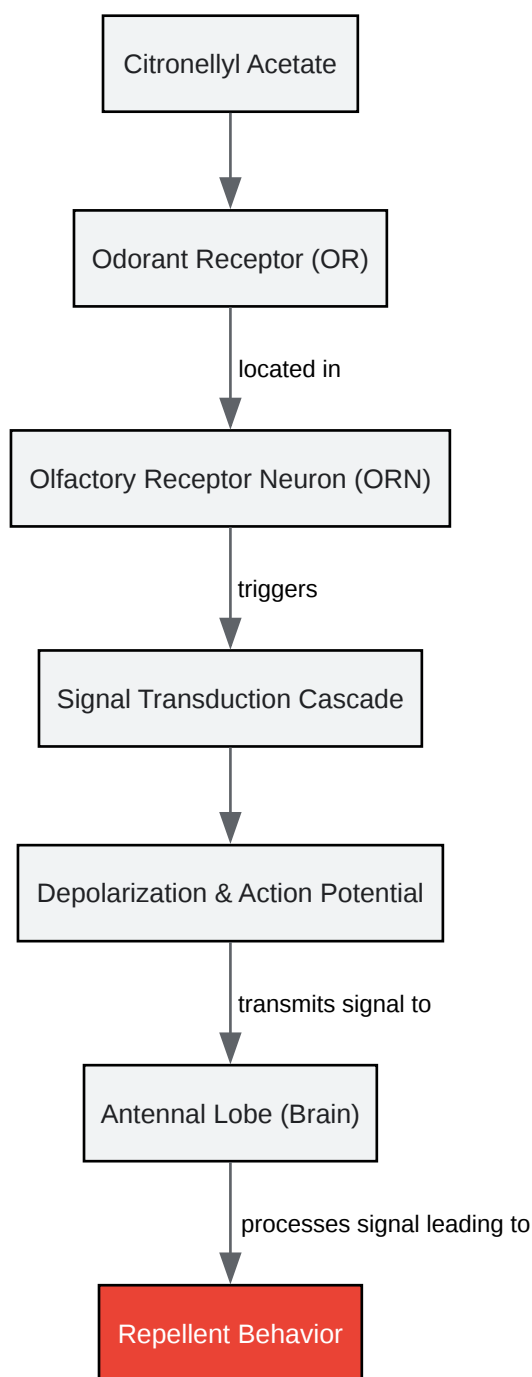 Citronellyl Acetate
Odorant Receptor (OR)
located in
Olfactory Receptor Neuron (ORN)
triggers
Signal Transduction Cascade
Depolarization & Action Potential
transmits signal to
Antennal Lobe (Brain)
processes signal leading to
Repellent Behavior